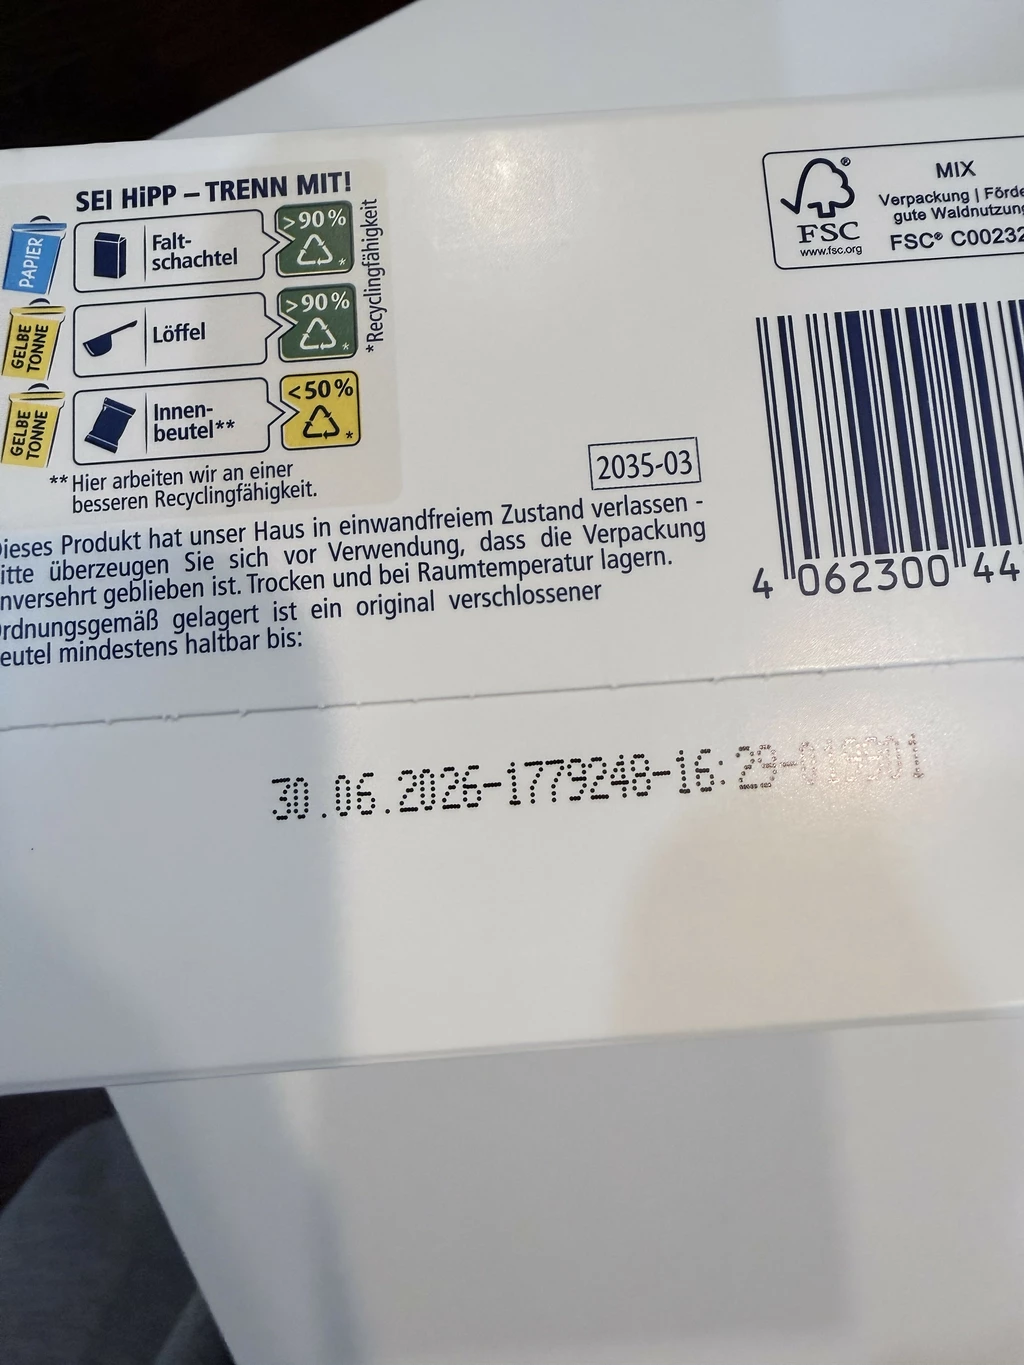 SEI HiPP – TRENN MIT!
PAPIER
Falt-
schachtel
>90%
*
GELBE
TONNE
Löffel
>90%
*
GELBE
TONNE
Innen-
beutel**
<50%
*
*Recyclingfähigkeit
** Hier arbeiten wir an einer
besseren Recyclingfähigkeit.
FSC®
www.fsc.org
MIX
Verpackung | Förde
gute Waldnutzung
FSC® C00232
2035-03
ieses Produkt hat unser Haus in einwandfreiem Zustand verlassen -
itte überzeugen Sie sich vor Verwendung, dass die Verpackung
nversehrt geblieben ist. Trocken und bei Raumtemperatur lagern.
rdnungsgemäß gelagert ist ein original verschlossener
eutel mindestens haltbar bis:
4 062300 44
30.06.2026-1779248-16: